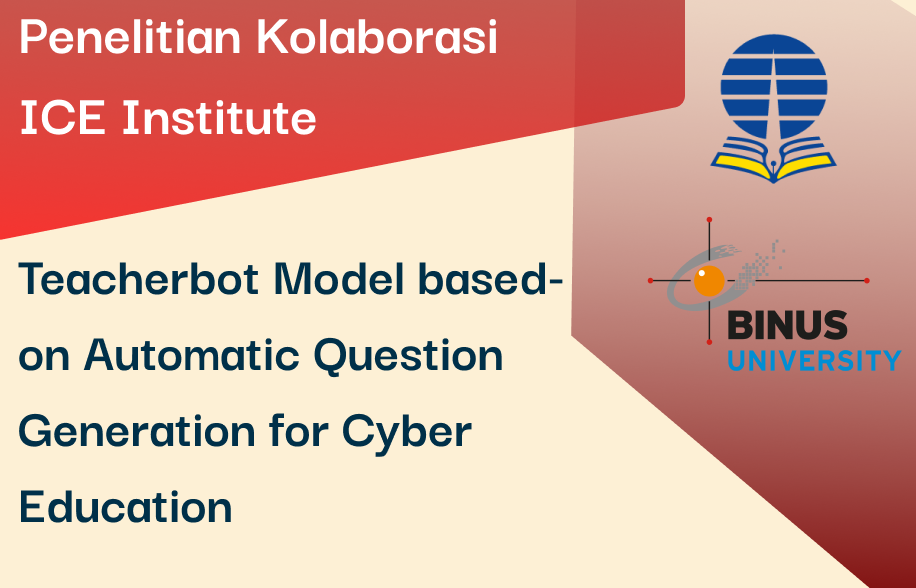 Penelitian Kolaborasi
ICE Institute
Teacherbot Model based-
on Automatic Question
Generation for Cyber
Education
BINUS
UNIVERSITY